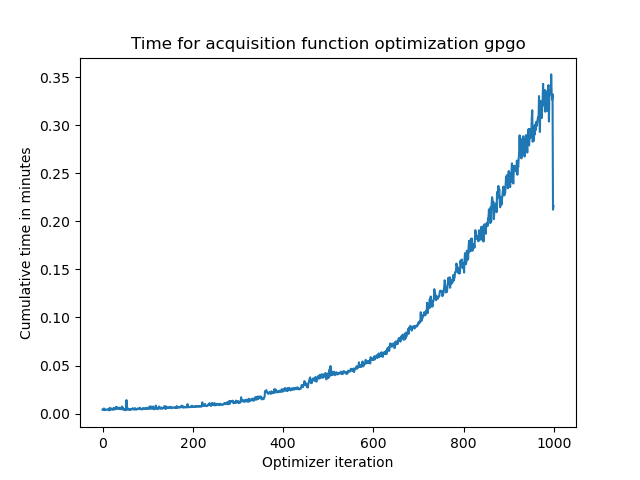 Time for acquisition function optimization gpgo
Cumulative time in minutes
0.35
0.30
0.25
0.20
0.15
0.10
0.05
0.00
0 200 400 600 800 1000
Optimizer iteration